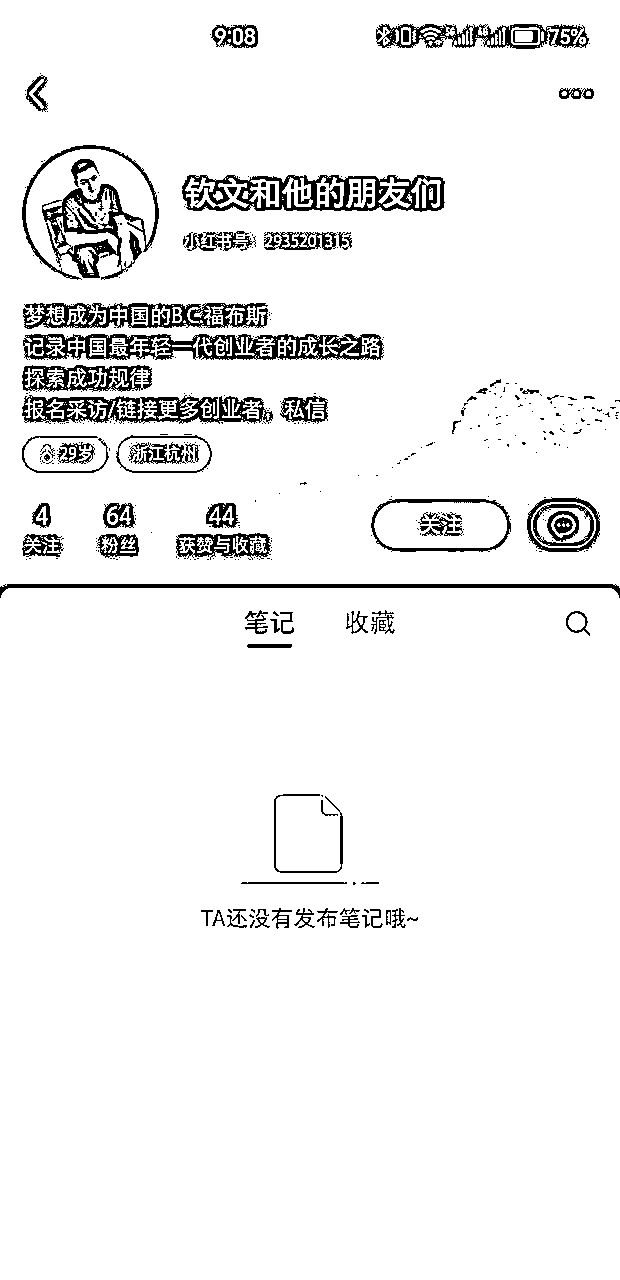 9:08 75%
钦文和他的朋友们
小红书号：2935201315
梦想成为中国的B.C.福布斯
记录中国最年轻一代创业者的成长之路
探索成功规律
报名采访/链接更多创业者，私信
29岁 浙江杭州
4 64 44
关注 粉丝 获赞与收藏 关注
笔记 收藏
TA还没有发布笔记哦~